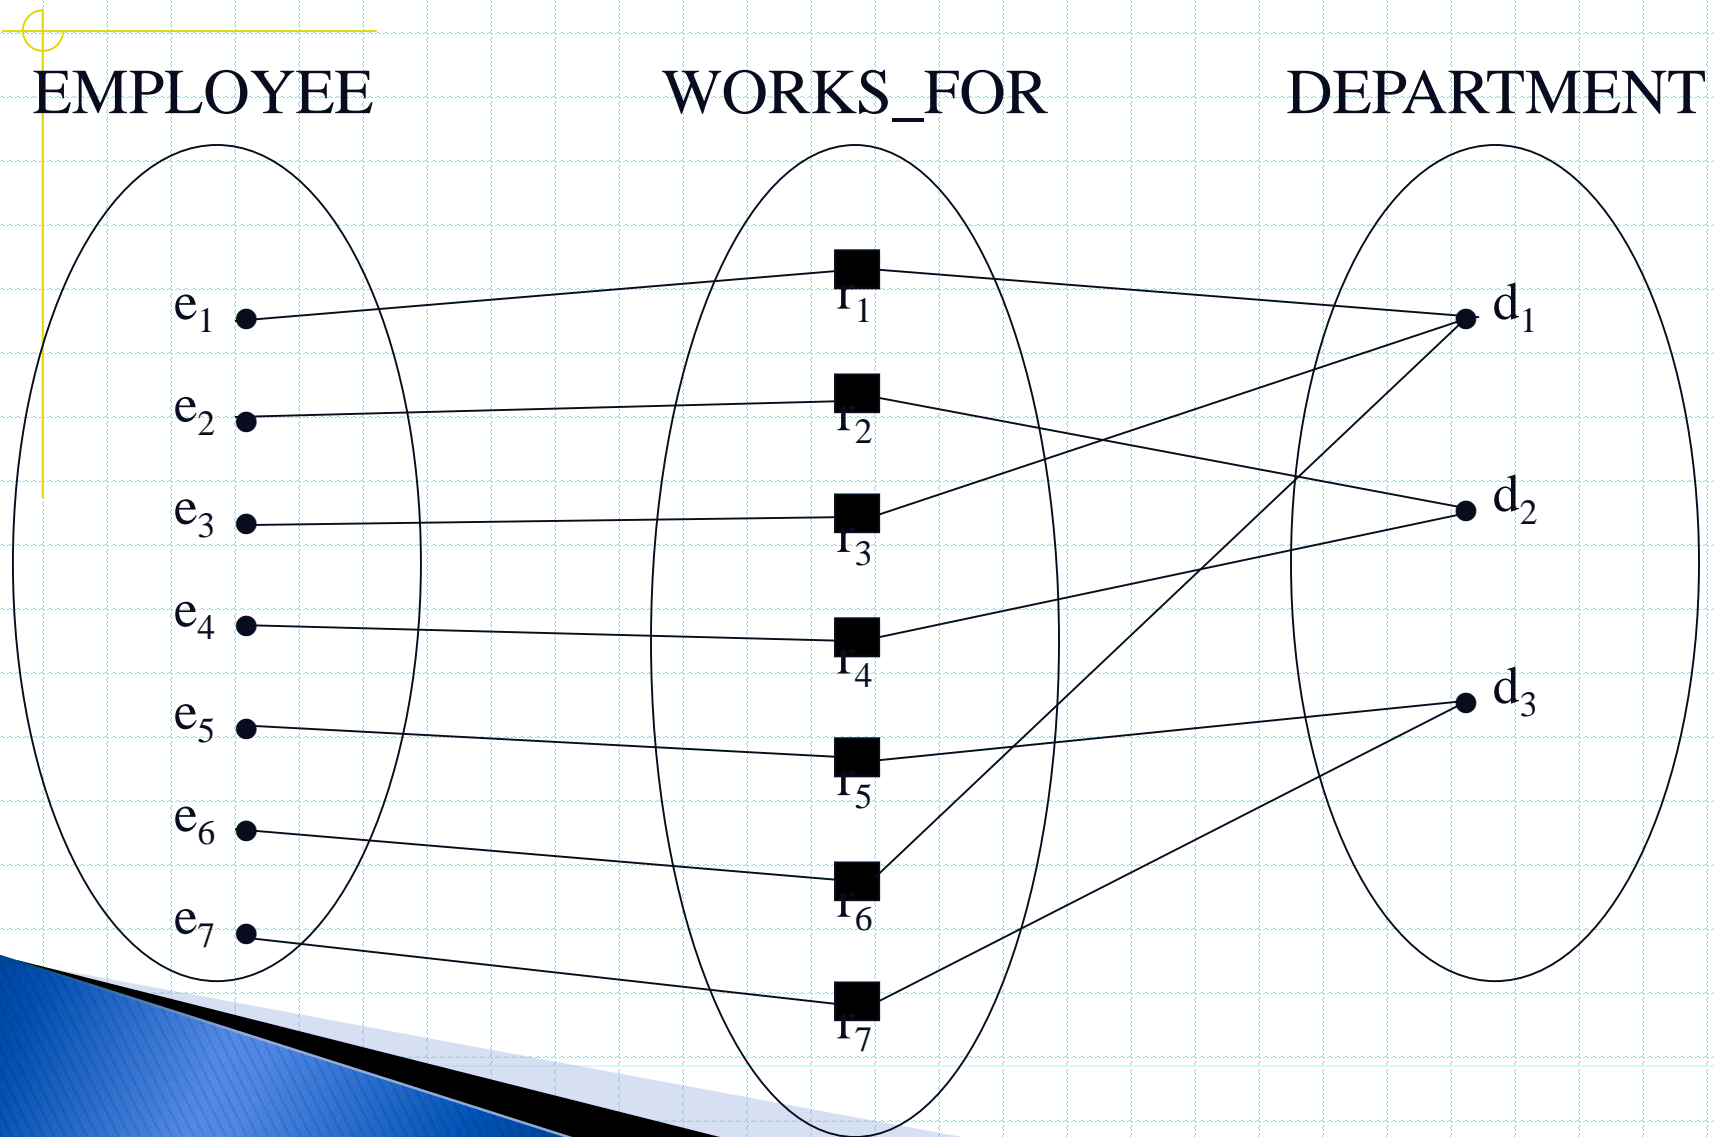 EMPLOYEE WORKS_FOR DEPARTMENT
e1 r1 d1
e2 r2
e3 r3 d2
e4 r4
e5 r5 d3
e6 r6
e7 r7